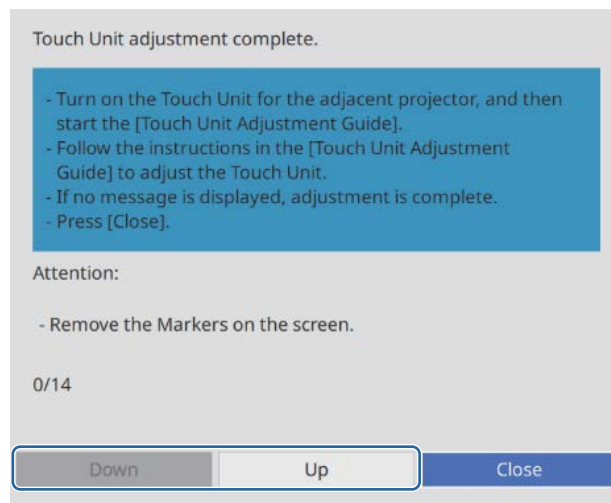 Touch Unit adjustment complete.
- Turn on the Touch Unit for the adjacent projector, and then
start the [Touch Unit Adjustment Guide].
- Follow the instructions in the [Touch Unit Adjustment
Guide] to adjust the Touch Unit.
- If no message is displayed, adjustment is complete.
- Press [Close].
Attention:
- Remove the Markers on the screen.
0/14
Down Up Close